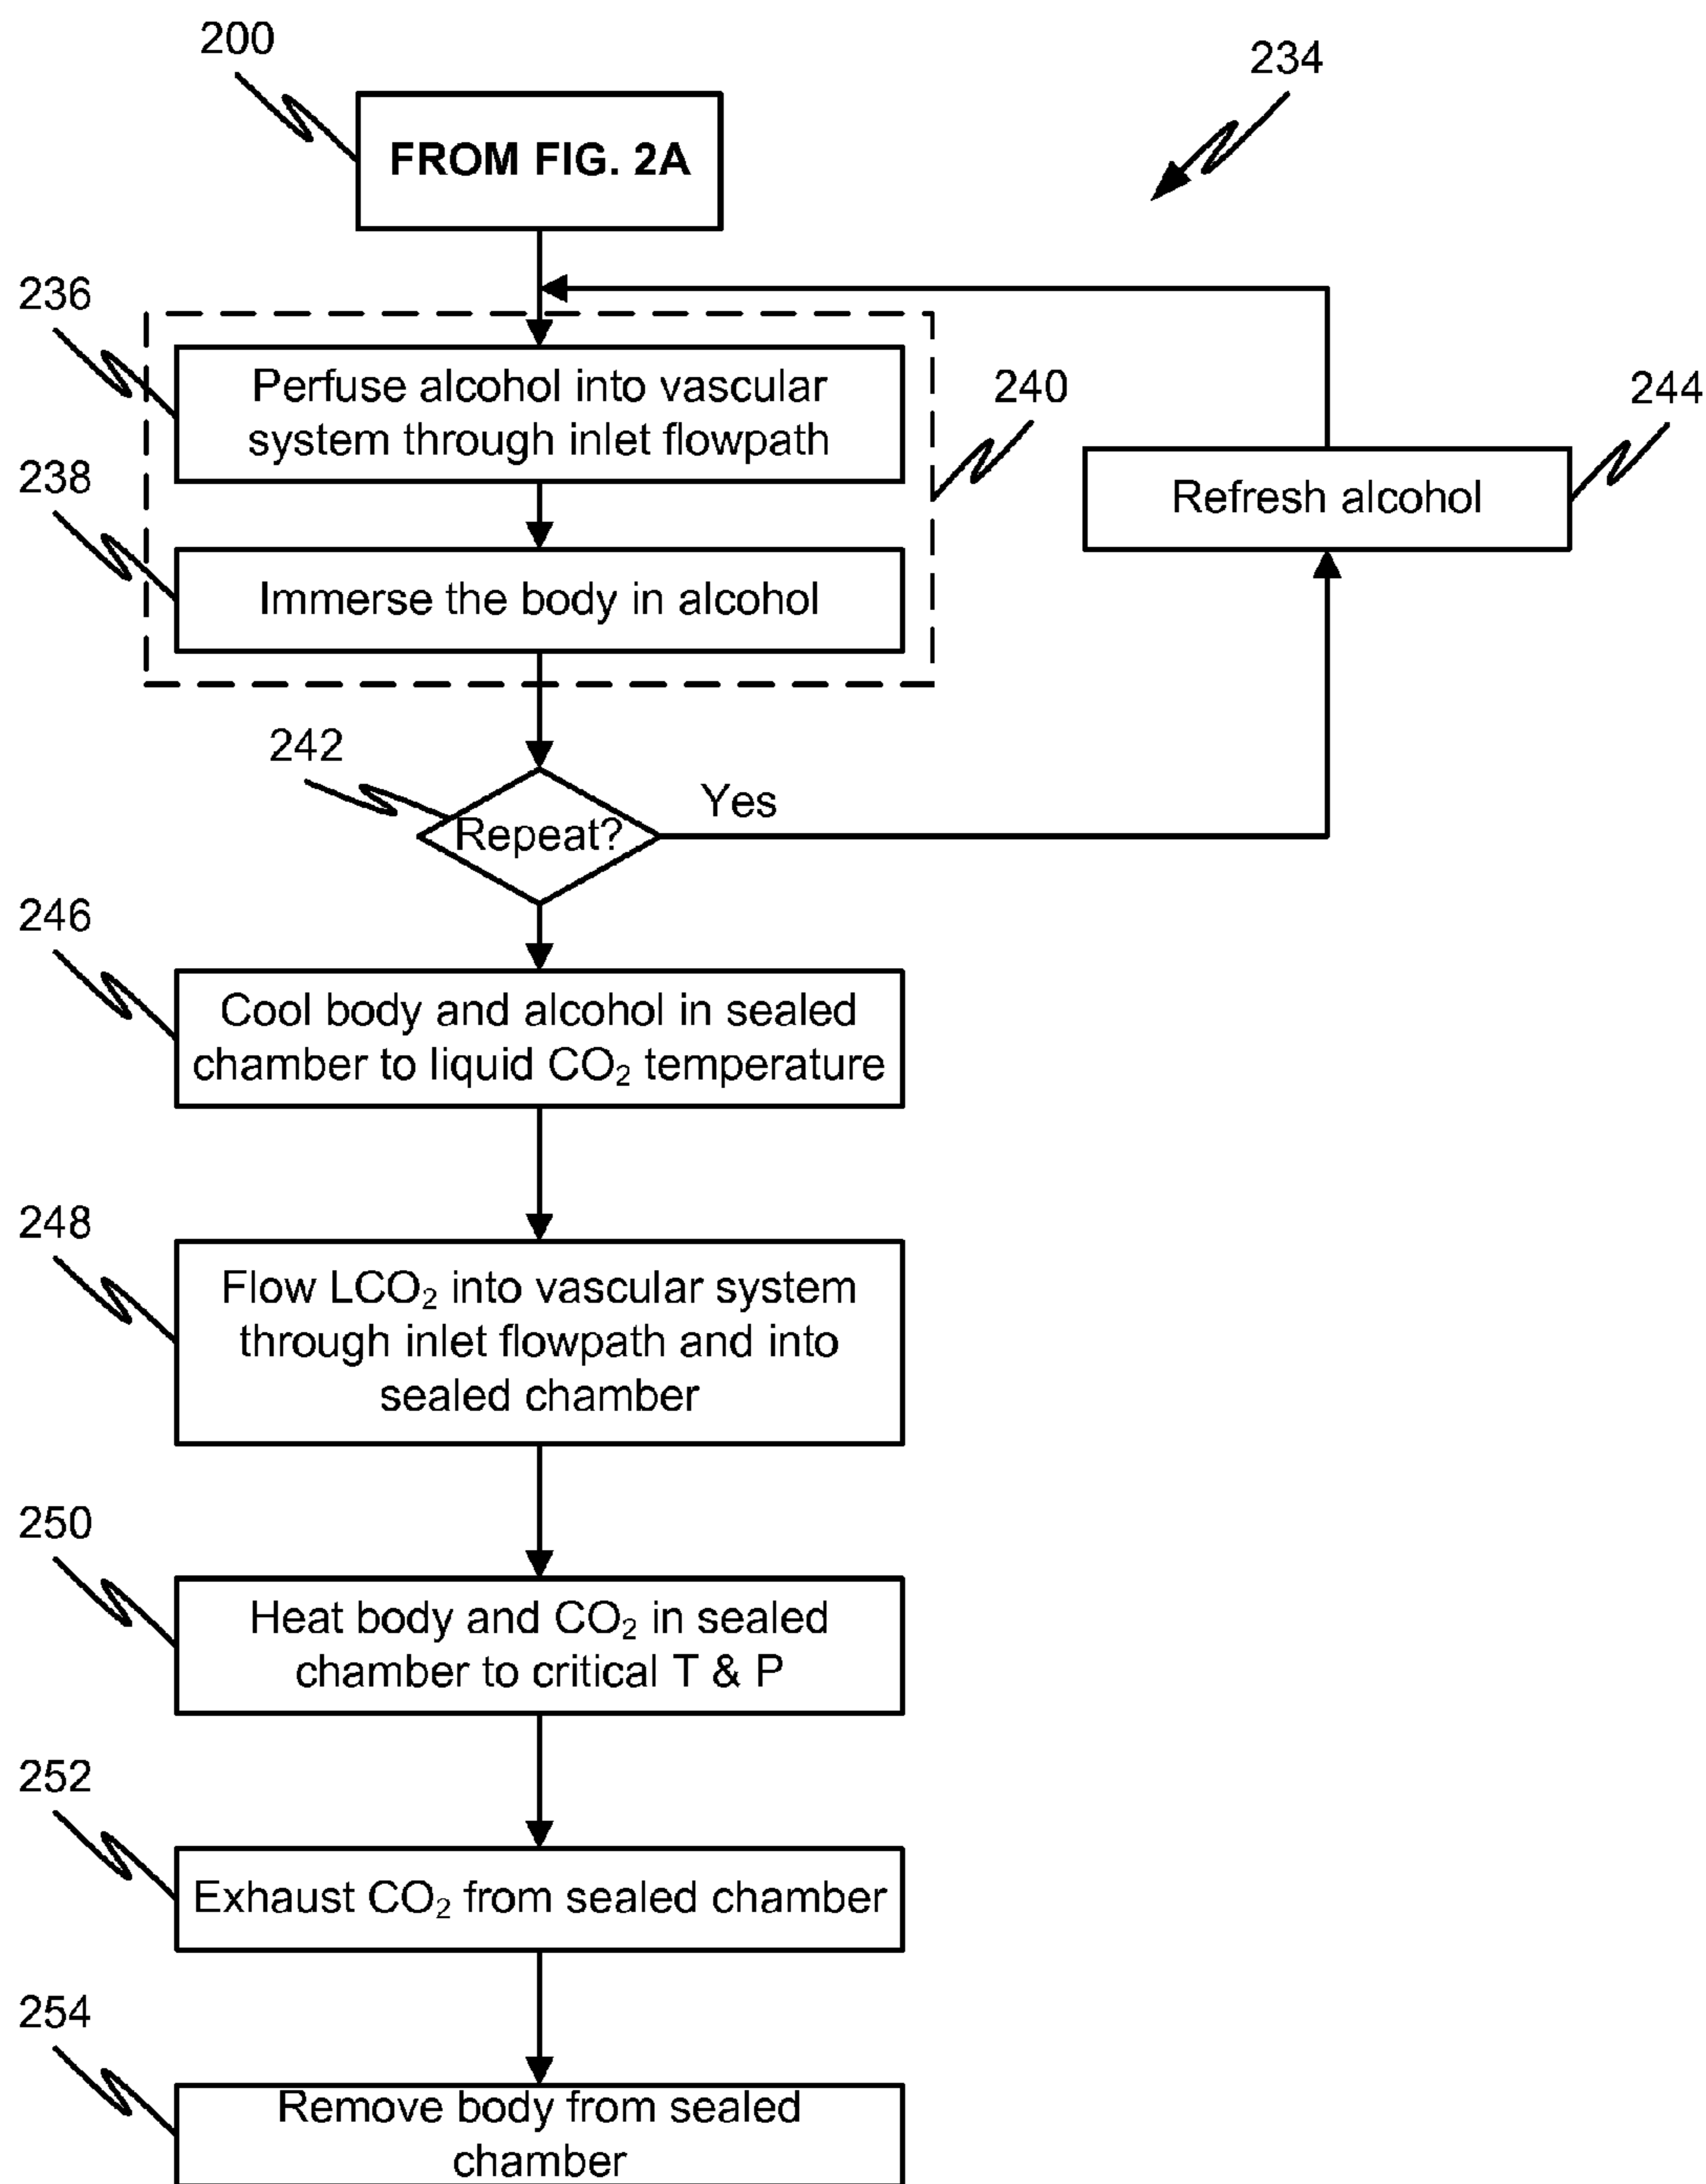 200
234
FROM FIG. 2A
236
Perfuse alcohol into vascular
system through inlet flowpath
240
244
Refresh alcohol
238
Immerse the body in alcohol
242
Yes
Repeat?
246
Cool body and alcohol in sealed
chamber to liquid CO₂ temperature
248
Flow LCO₂ into vascular system
through inlet flowpath and into
sealed chamber
250
Heat body and CO₂ in sealed
chamber to critical T & P
252
Exhaust CO₂ from sealed chamber
254
Remove body from sealed
chamber